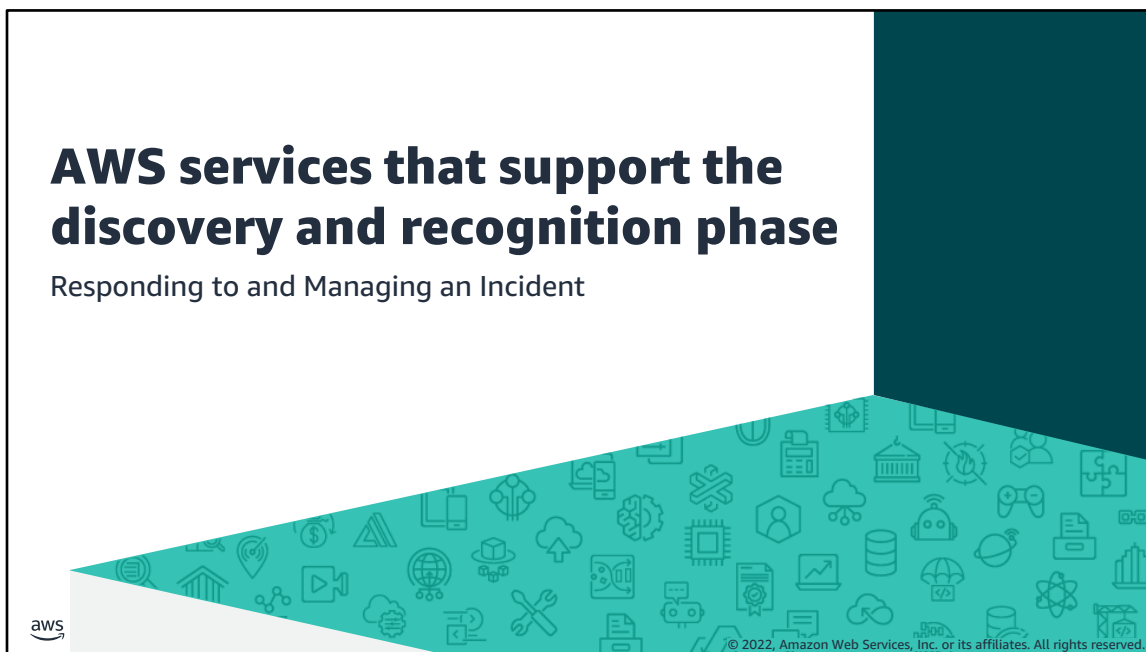 AWS services that support the
discovery and recognition phase
Responding to and Managing an Incident
aws
© 2022, Amazon Web Services, Inc. or its affiliates. All rights reserved.